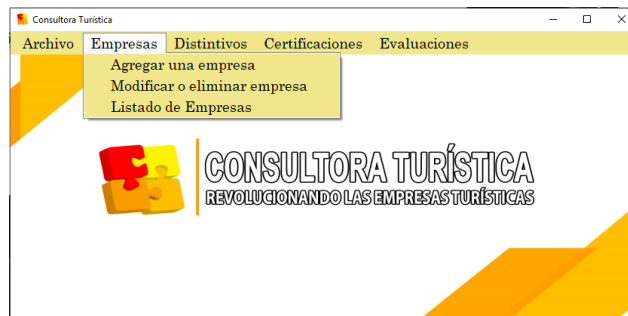 Consultora Turística
Archivo Empresas Distintivos Certificaciones Evaluaciones
Agregar una empresa
Modificar o eliminar empresa
Listado de Empresas
CONSULTORA TURÍSTICA
REVOLUCIONANDO LAS EMPRESAS TURÍSTICAS